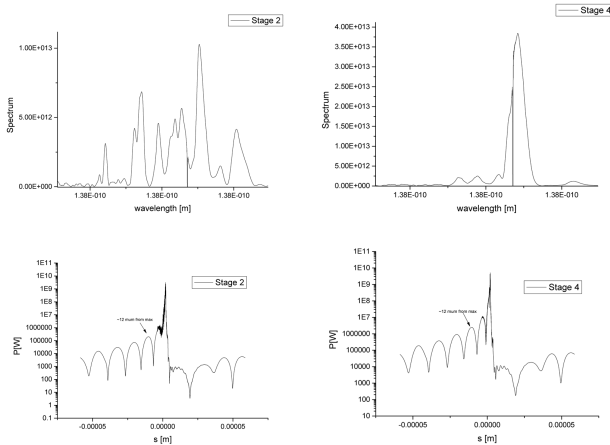 Stage 2
1.00E+013
5.00E+012
0.00E+000
Spectrum
1.38E-010 1.38E-010 1.38E-010
wavelength [m]
Stage 4
4.00E+013
3.50E+013
3.00E+013
2.50E+013
2.00E+013
1.50E+013
1.00E+013
5.00E+012
0.00E+000
Spectrum
1.38E-010 1.38E-010 1.38E-010
wavelength [m]
1E11
1E10
1E9
1E8
1E7
1000000
100000
10000
1000
100
10
1
0.1
P[W]
Stage 2
~12 mum from max
-0.00005 0.00000 0.00005
s [m]
1E11
1E10
1E9
1E8
1E7
1000000
100000
10000
1000
100
10
P[W]
Stage 4
~12 mum from max
-0.00005 0.00000 0.00005
s [m]